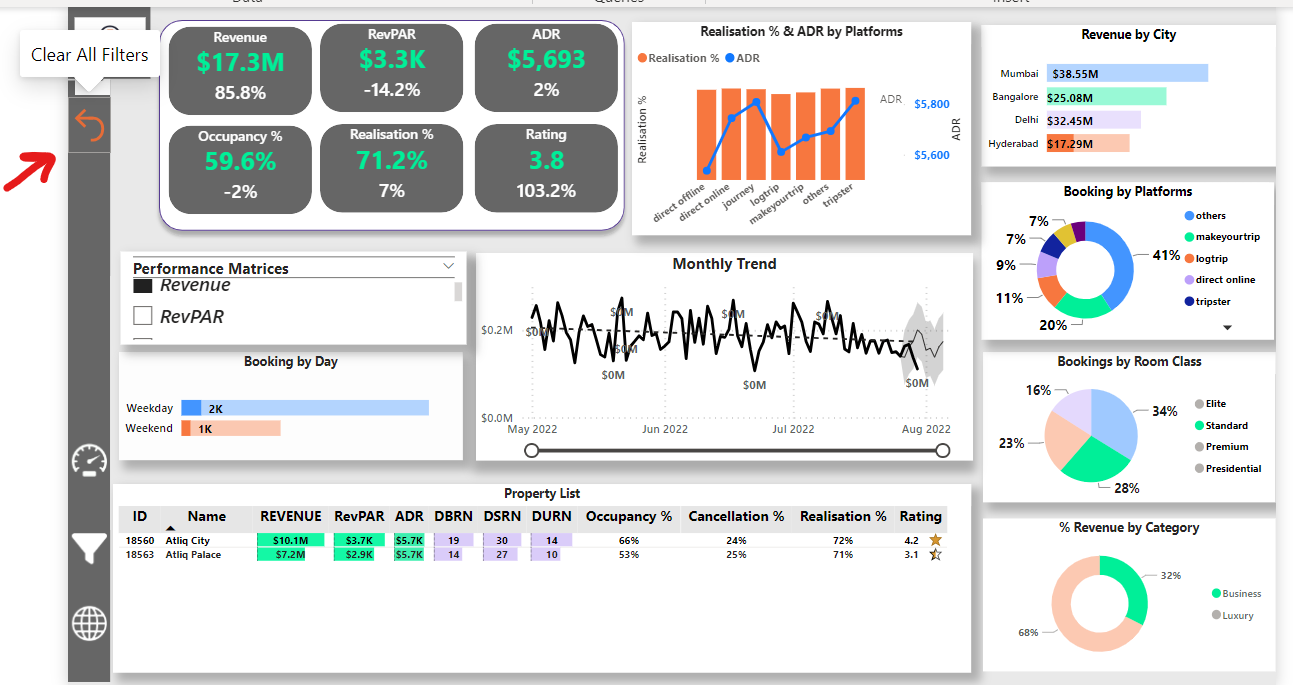 Clear All Filters
Revenue
$17.3M
85.8%
RevPAR
$3.3K
-14.2%
ADR
$5,693
2%
Occupancy %
59.6%
-2%
Realisation %
71.2%
7%
Rating
3.8
103.2%
Realisation % & ADR by Platforms
Realisation % ADR
Realisation %
ADR
$5,800
$5,600
ADR
direct offline
direct online
journey
logtrip
makeyourtrip
others
tripster
Revenue by City
Mumbai $38.55M
Bangalore $25.08M
Delhi $32.45M
Hyderabad $17.29M
Booking by Platforms
7%
7%
9%
11%
20%
41%
others
makeyourtrip
logtrip
direct online
tripster
Performance Matrices
Revenue
RevPAR
Booking by Day
Weekday 2K
Weekend 1K
Monthly Trend
$0.2M
$0.0M
$0M
$0M
$0M
$0M
$0M
$0M
$0M
$0M
May 2022 Jun 2022 Jul 2022 Aug 2022
Bookings by Room Class
16%
34%
23%
28%
Elite
Standard
Premium
Presidential
Property List
ID Name REVENUE RevPAR ADR DBRN DSRN DURN Occupancy % Cancellation % Realisation % Rating
18560 Atliq City $10.1M $3.7K $5.7K 19 30 14 66% 24% 72% 4.2
18563 Atliq Palace $7.2M $2.9K $5.7K 14 27 10 53% 25% 71% 3.1
% Revenue by Category
32%
68%
Business
Luxury